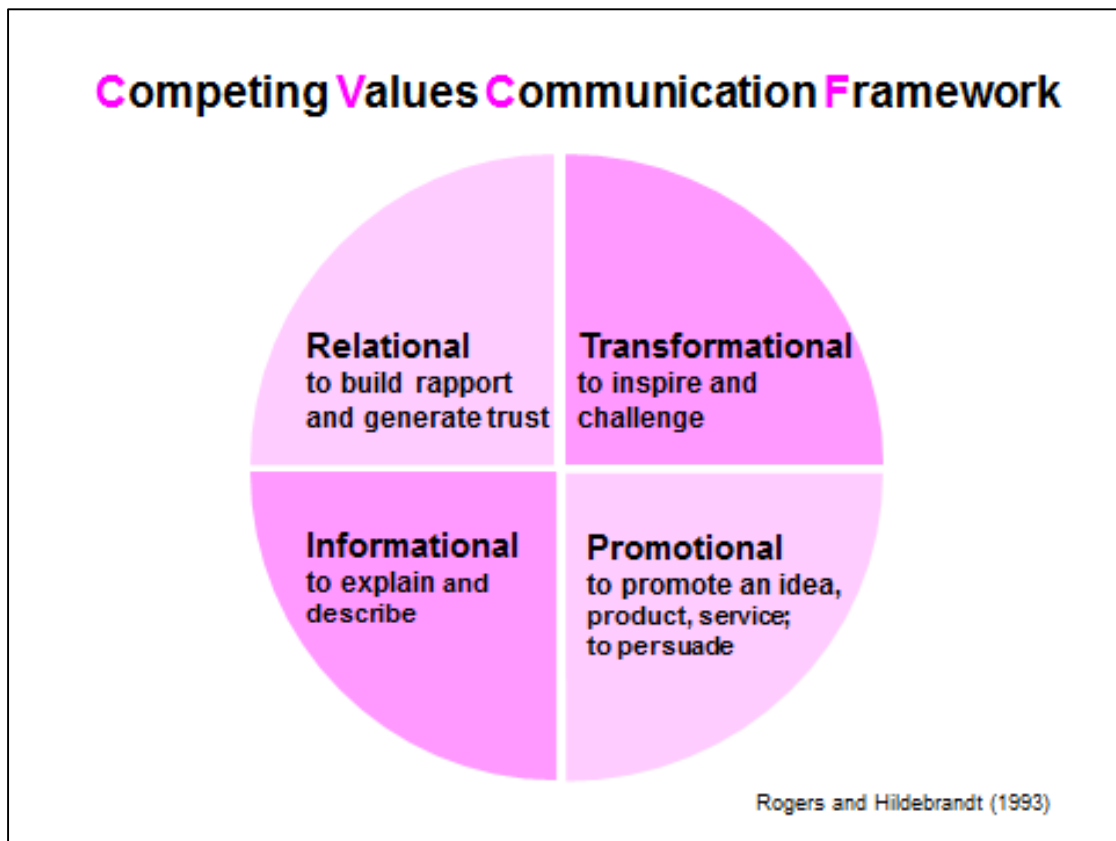 Competing Values Communication Framework
Relational
to build rapport
and generate trust
Transformational
to inspire and
challenge
Informational
to explain and
describe
Promotional
to promote an idea,
product, service;
to persuade
Rogers and Hildebrandt (1993)